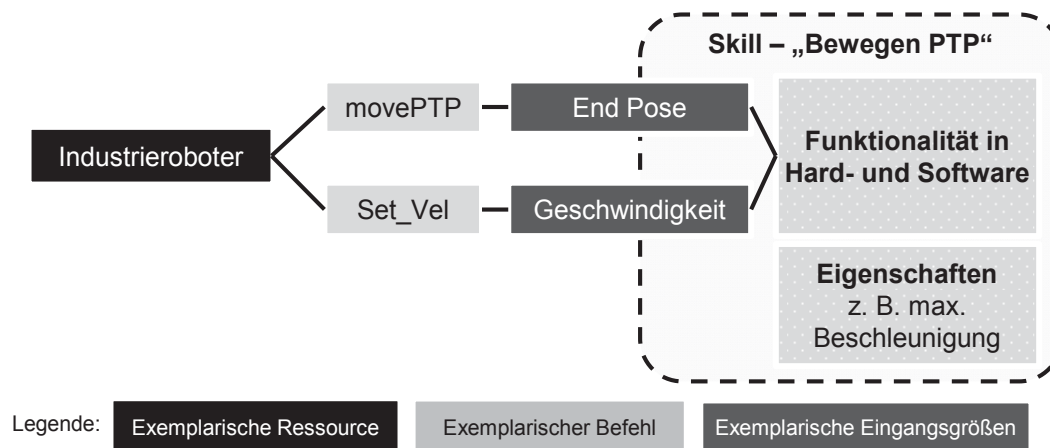 Skill – „Bewegen PTP“
movePTP
End Pose
Industrieroboter
Funktionalität in
Hard- und Software
Set_Vel
Geschwindigkeit
Eigenschaften
z. B. max.
Beschleunigung
Legende:
Exemplarische Ressource
Exemplarischer Befehl
Exemplarische Eingangsgrößen